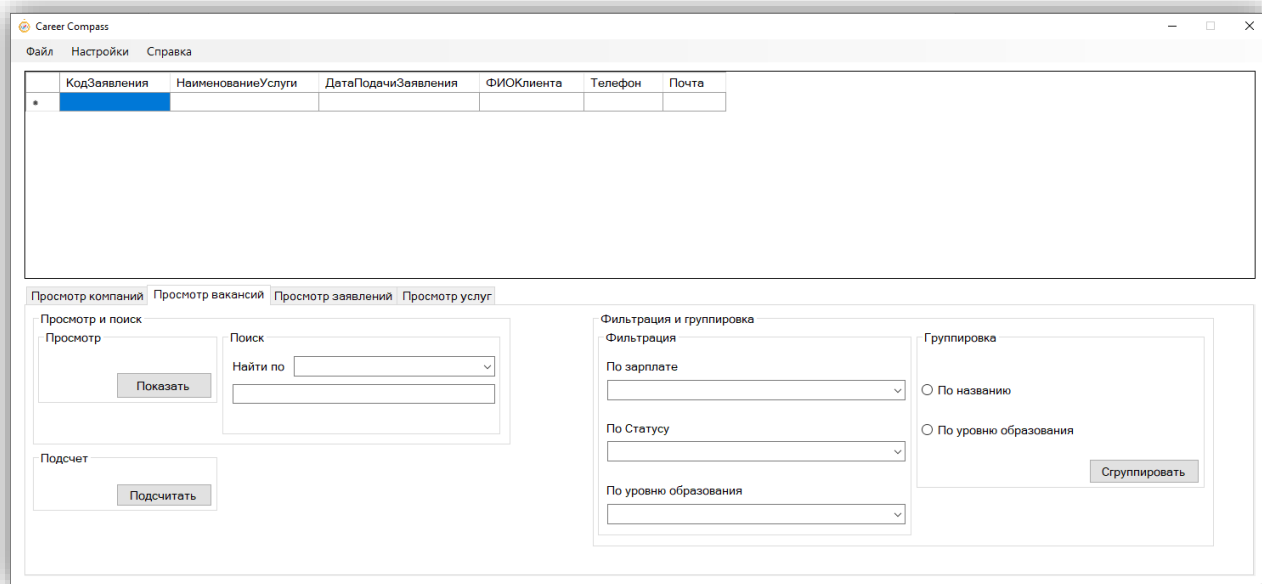 Career Compass
Файл Настройки Справка
КодЗаявления НаименованиеУслуги ДатаПодачиЗаявления ФИОКлиента Телефон Почта
Просмотр компаний Просмотр вакансий Просмотр заявлений Просмотр услуг
Просмотр и поиск
Просмотр
Показать
Поиск
Найти по
Подсчет
Подсчитать
Фильтрация и группировка
Фильтрация
По зарплате
По Статусу
По уровню образования
Группировка
По названию
По уровню образования
Сгруппировать